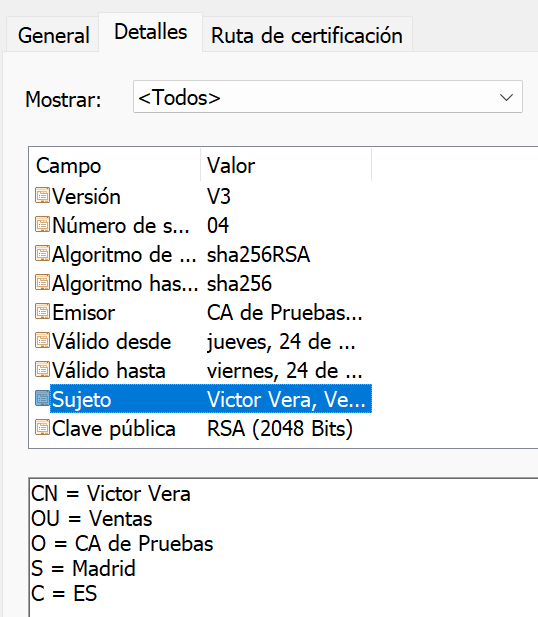 General Detalles Ruta de certificación
Mostrar: <Todos>
Campo Valor
Versión V3
Número de s... 04
Algoritmo de ... sha256RSA
Algoritmo has... sha256
Emisor CA de Pruebas...
Válido desde jueves, 24 de ...
Válido hasta viernes, 24 de ...
Sujeto Victor Vera, Ve...
Clave pública RSA (2048 Bits)
CN = Victor Vera
OU = Ventas
O = CA de Pruebas
S = Madrid
C = ES